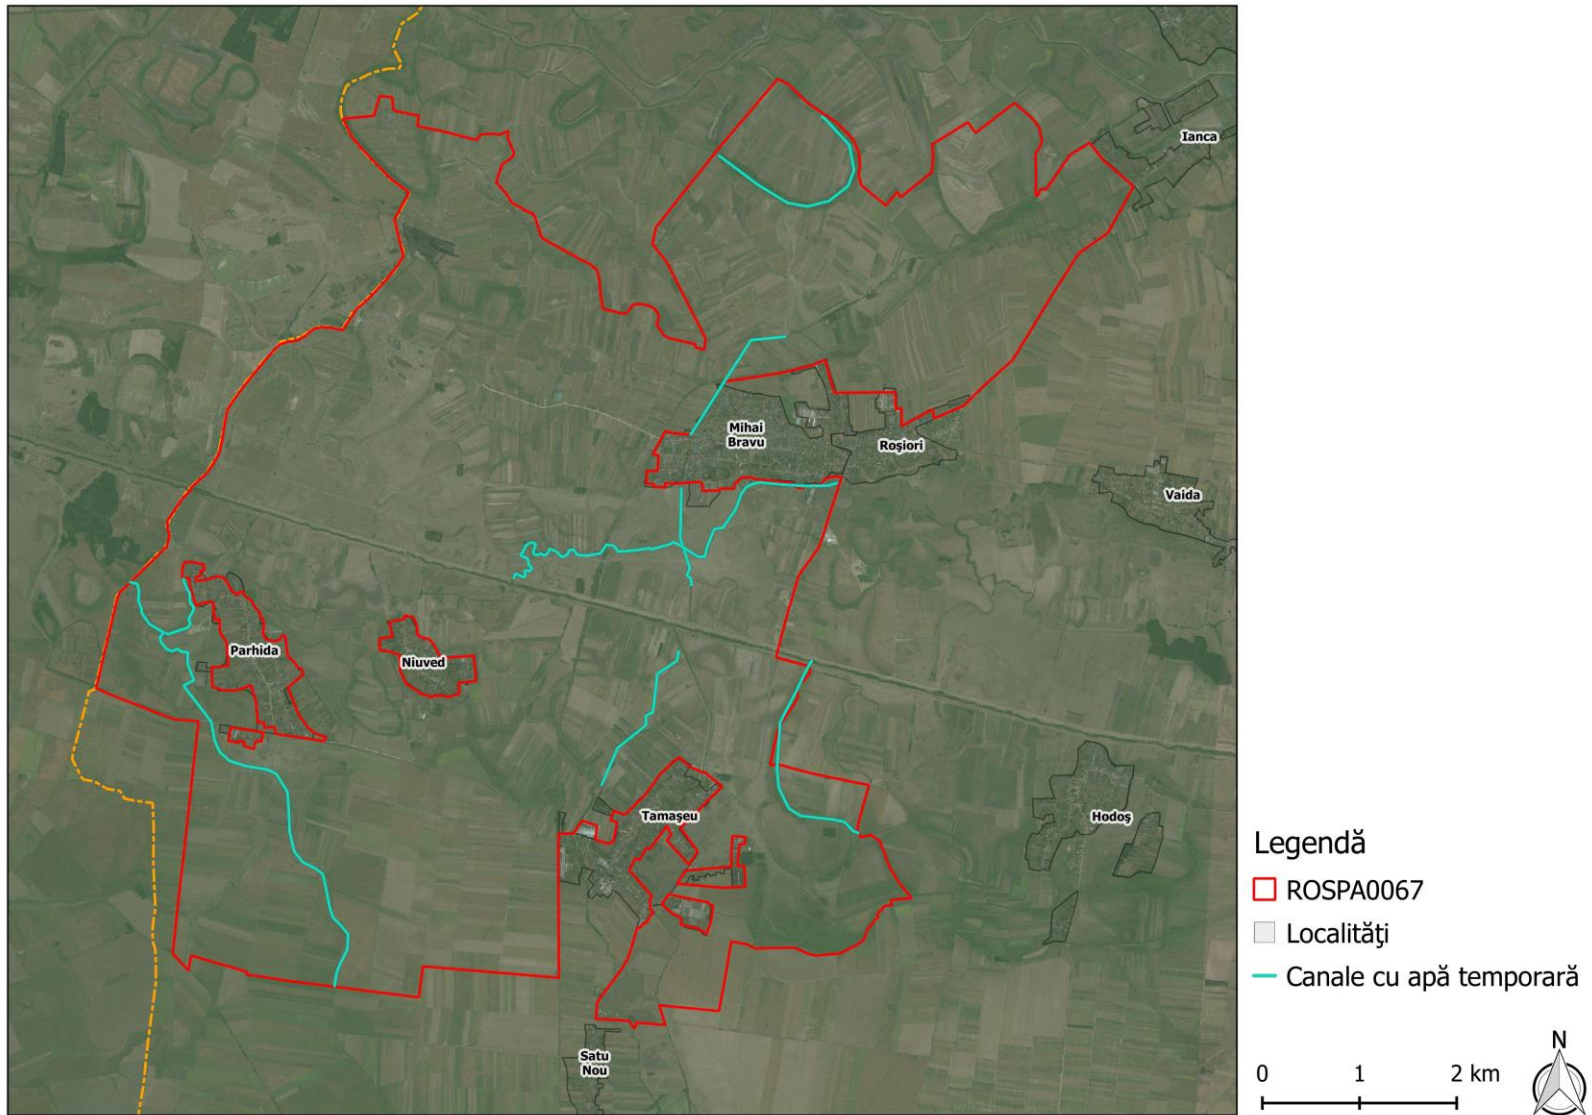 Ianca
Mihai
Bravu
Roşiori
Vaida
Parhida
Niuved
Tamaşeu
Hodoş
Satu
Nou
Legendă
ROSPA0067
Localităţi
Canale cu apă temporară
0 1 2 km
N